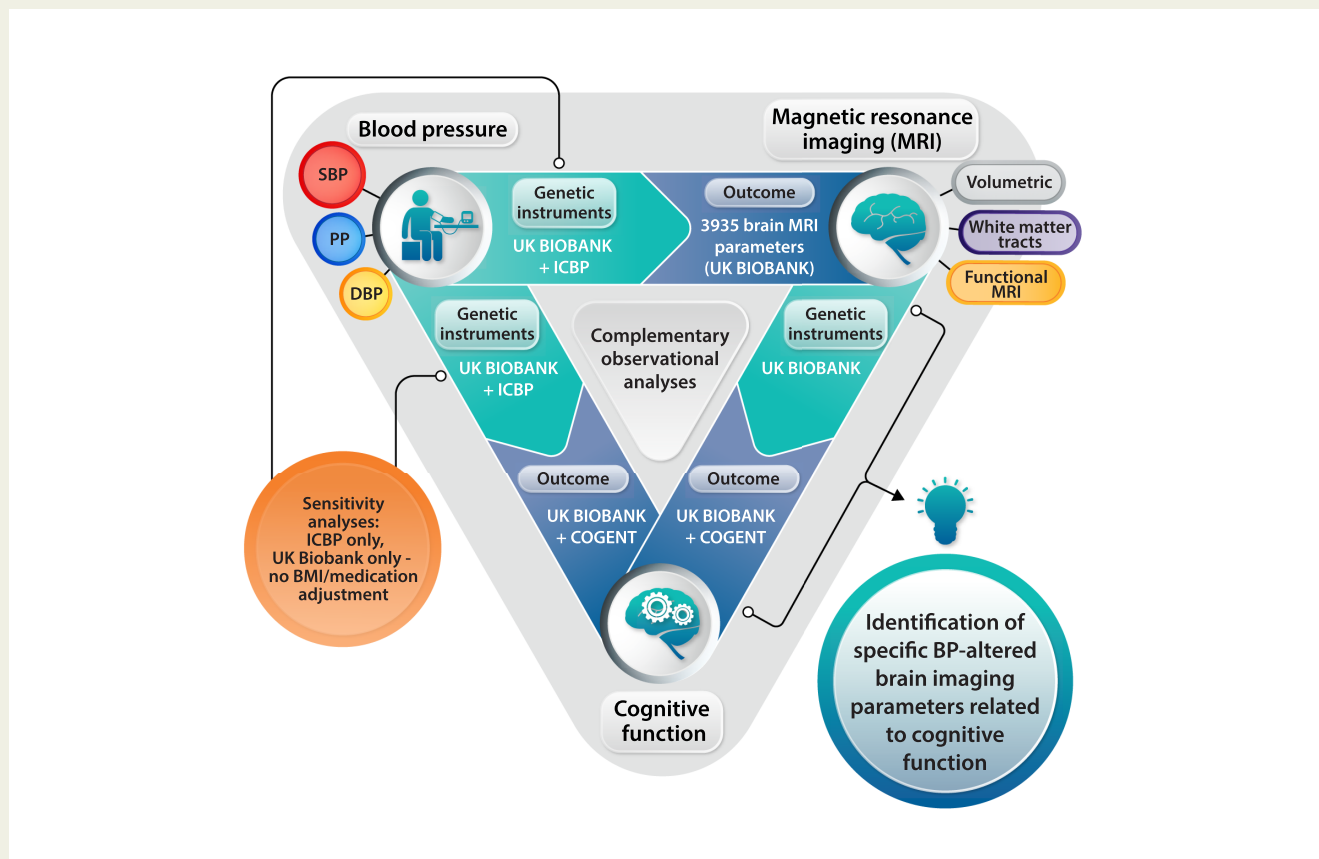 Blood pressure
Magnetic resonance
imaging (MRI)
SBP
PP
DBP
Genetic
instruments
UK BIOBANK
+ ICBP
Outcome
3935 brain MRI
parameters
(UK BIOBANK)
Volumetric
White matter
tracts
Functional
MRI
Genetic
instruments
UK BIOBANK
+ ICBP
Complementary
observational
analyses
Genetic
instruments
UK BIOBANK
Outcome
UK BIOBANK
+ COGENT
Outcome
UK BIOBANK
+ COGENT
Sensitivity
analyses:
ICBP only,
UK Biobank only -
no BMI/medication
adjustment
Cognitive
function
Identification of
specific BP-altered
brain imaging
parameters related
to cognitive
function